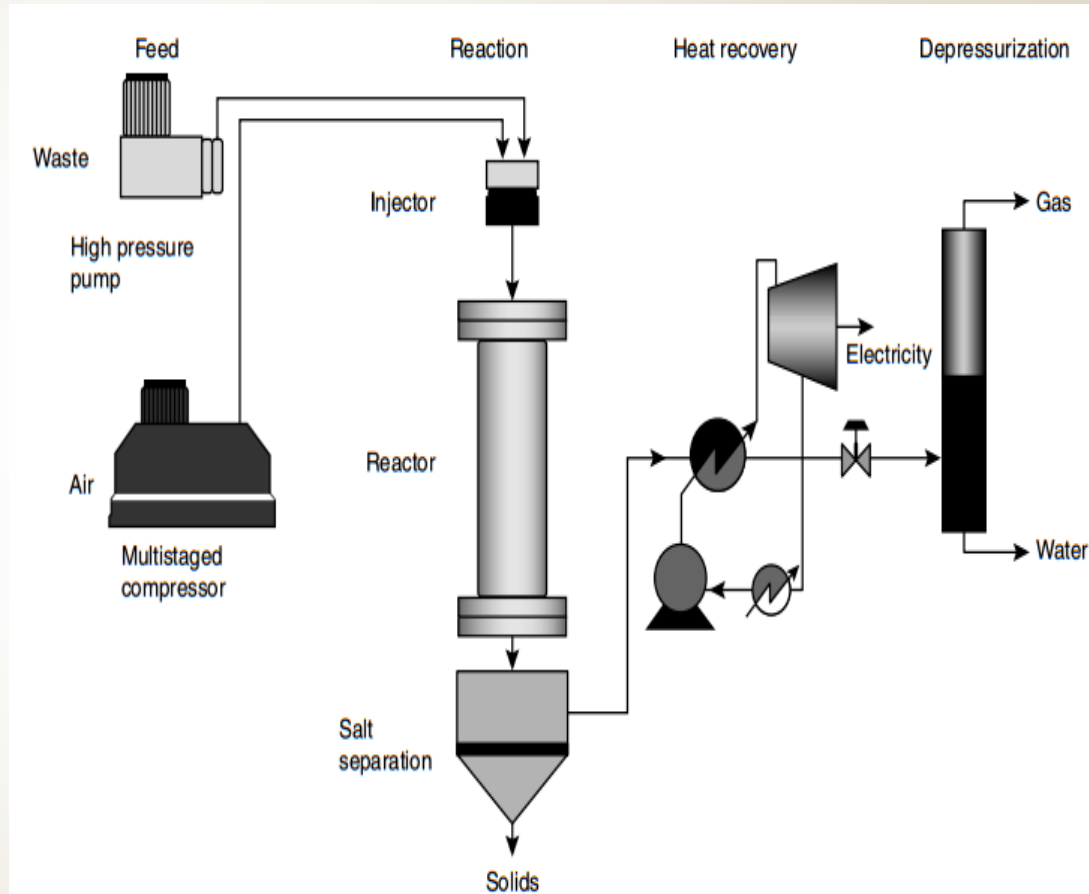 Feed
Reaction
Heat recovery
Depressurization
Waste
High pressure
pump
Injector
Gas
Electricity
Air
Reactor
Multistaged
compressor
Water
Salt
separation
Solids